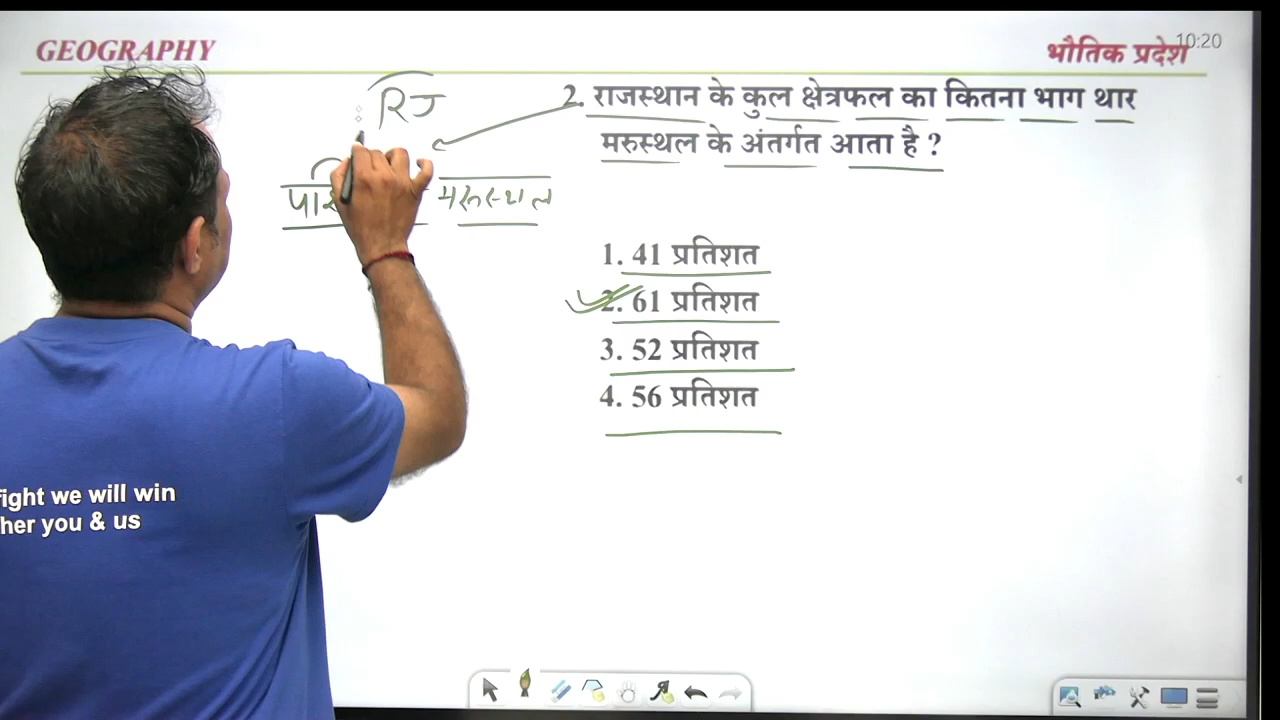 GEOGRAPHY
भौतिक प्रदेश
10:20
RJ
2. राजस्थान के कुल क्षेत्रफल का कितना भाग थार
मरुस्थल के अंतर्गत आता है ?
मरुस्थल
1. 41 प्रतिशत
2. 61 प्रतिशत
3. 52 प्रतिशत
4. 56 प्रतिशत
fight we will win
her you & us